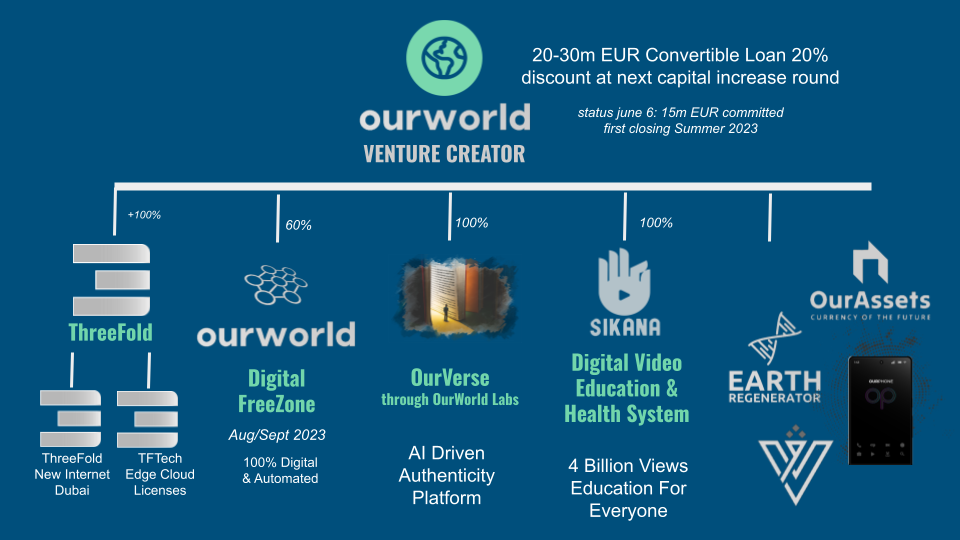 20-30m EUR Convertible Loan 20%
discount at next capital increase round
status june 6: 15m EUR committed
first closing Summer 2023
ourworld
VENTURE CREATOR
+100%
60%
100%
100%
ThreeFold
ThreeFold
New Internet
Dubai
TFTech
Edge Cloud
Licenses
ourworld
Digital
FreeZone
Aug/Sept 2023
100% Digital
& Automated
OurVerse
through OurWorld Labs
AI Driven
Authenticity
Platform
SIKANA
Digital Video
Education &
Health System
4 Billion Views
Education For
Everyone
OurAssets
CURRENCY OF THE FUTURE
EARTH
REGENERATOR
OURPHONE
op